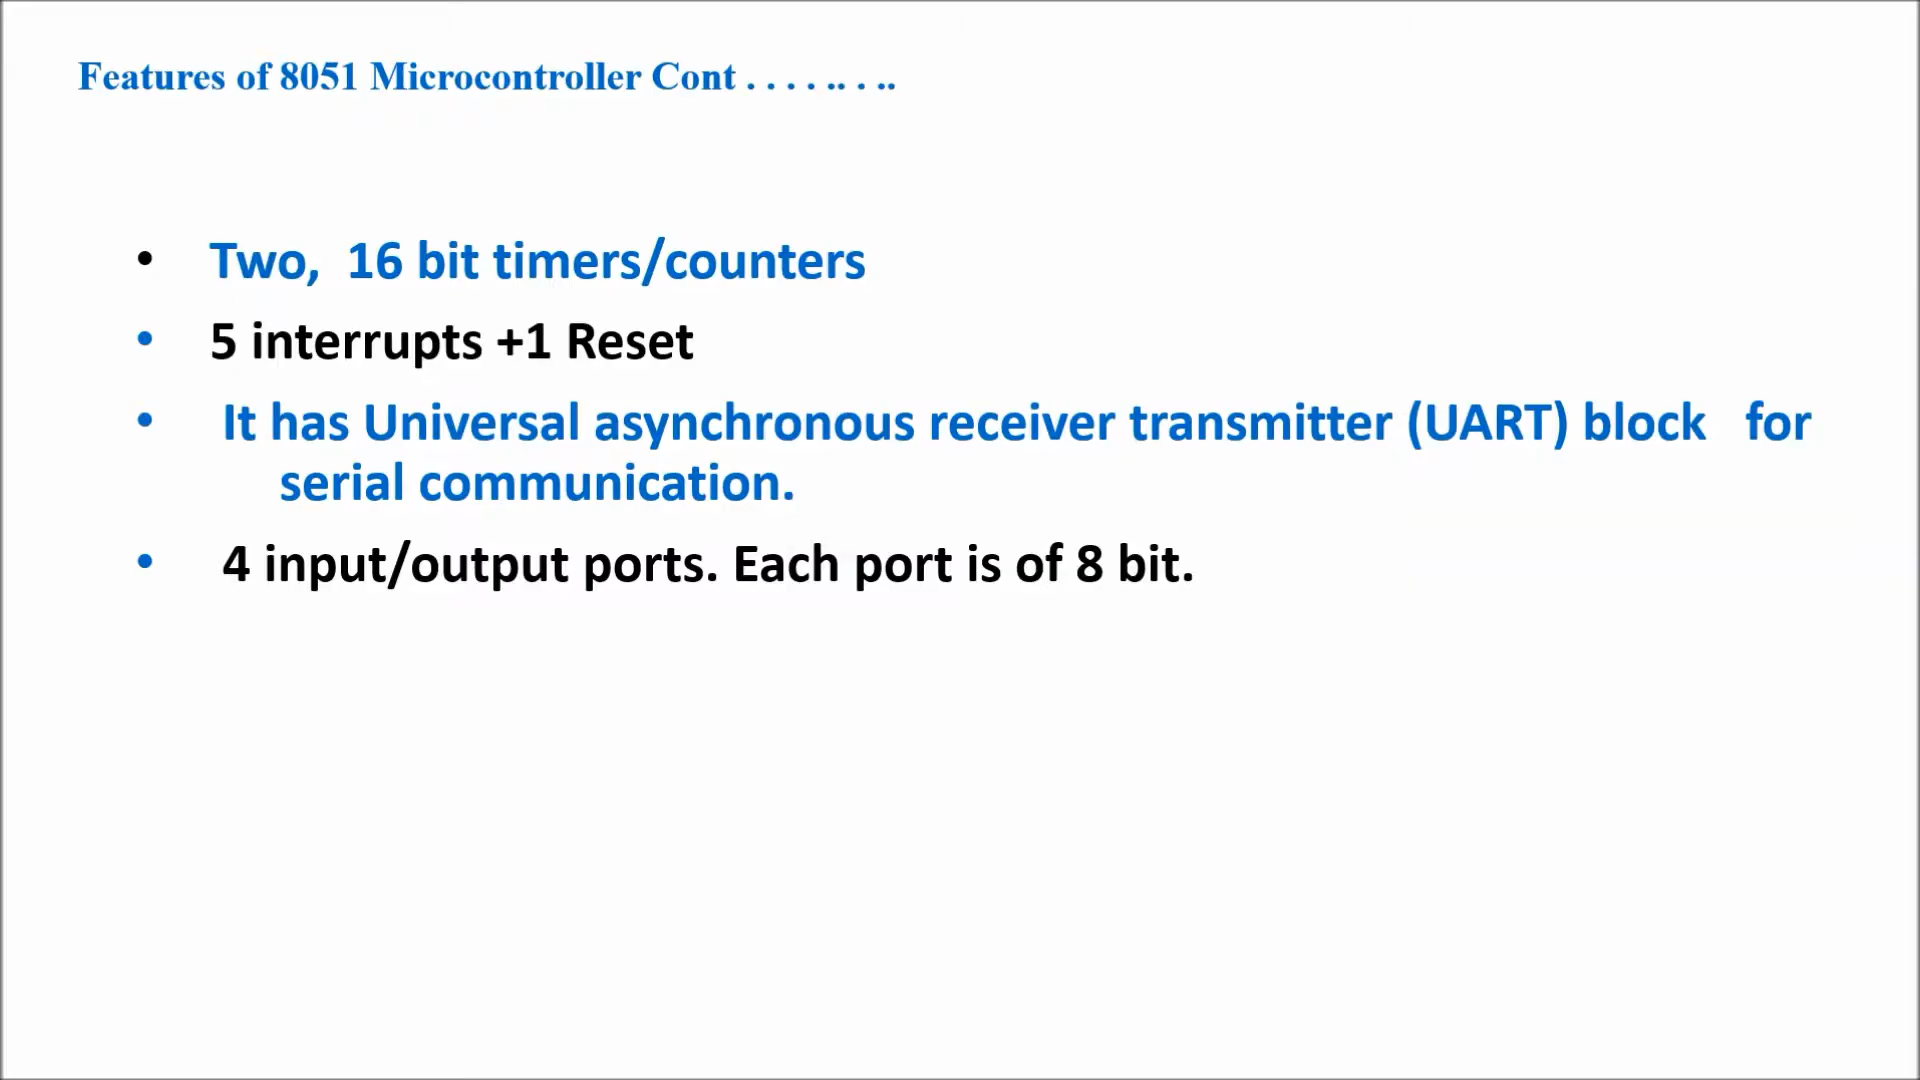 Features of 8051 Microcontroller Cont . . . . .. . ..
• Two, 16 bit timers/counters
• 5 interrupts +1 Reset
• It has Universal asynchronous receiver transmitter (UART) block for
serial communication.
• 4 input/output ports. Each port is of 8 bit.